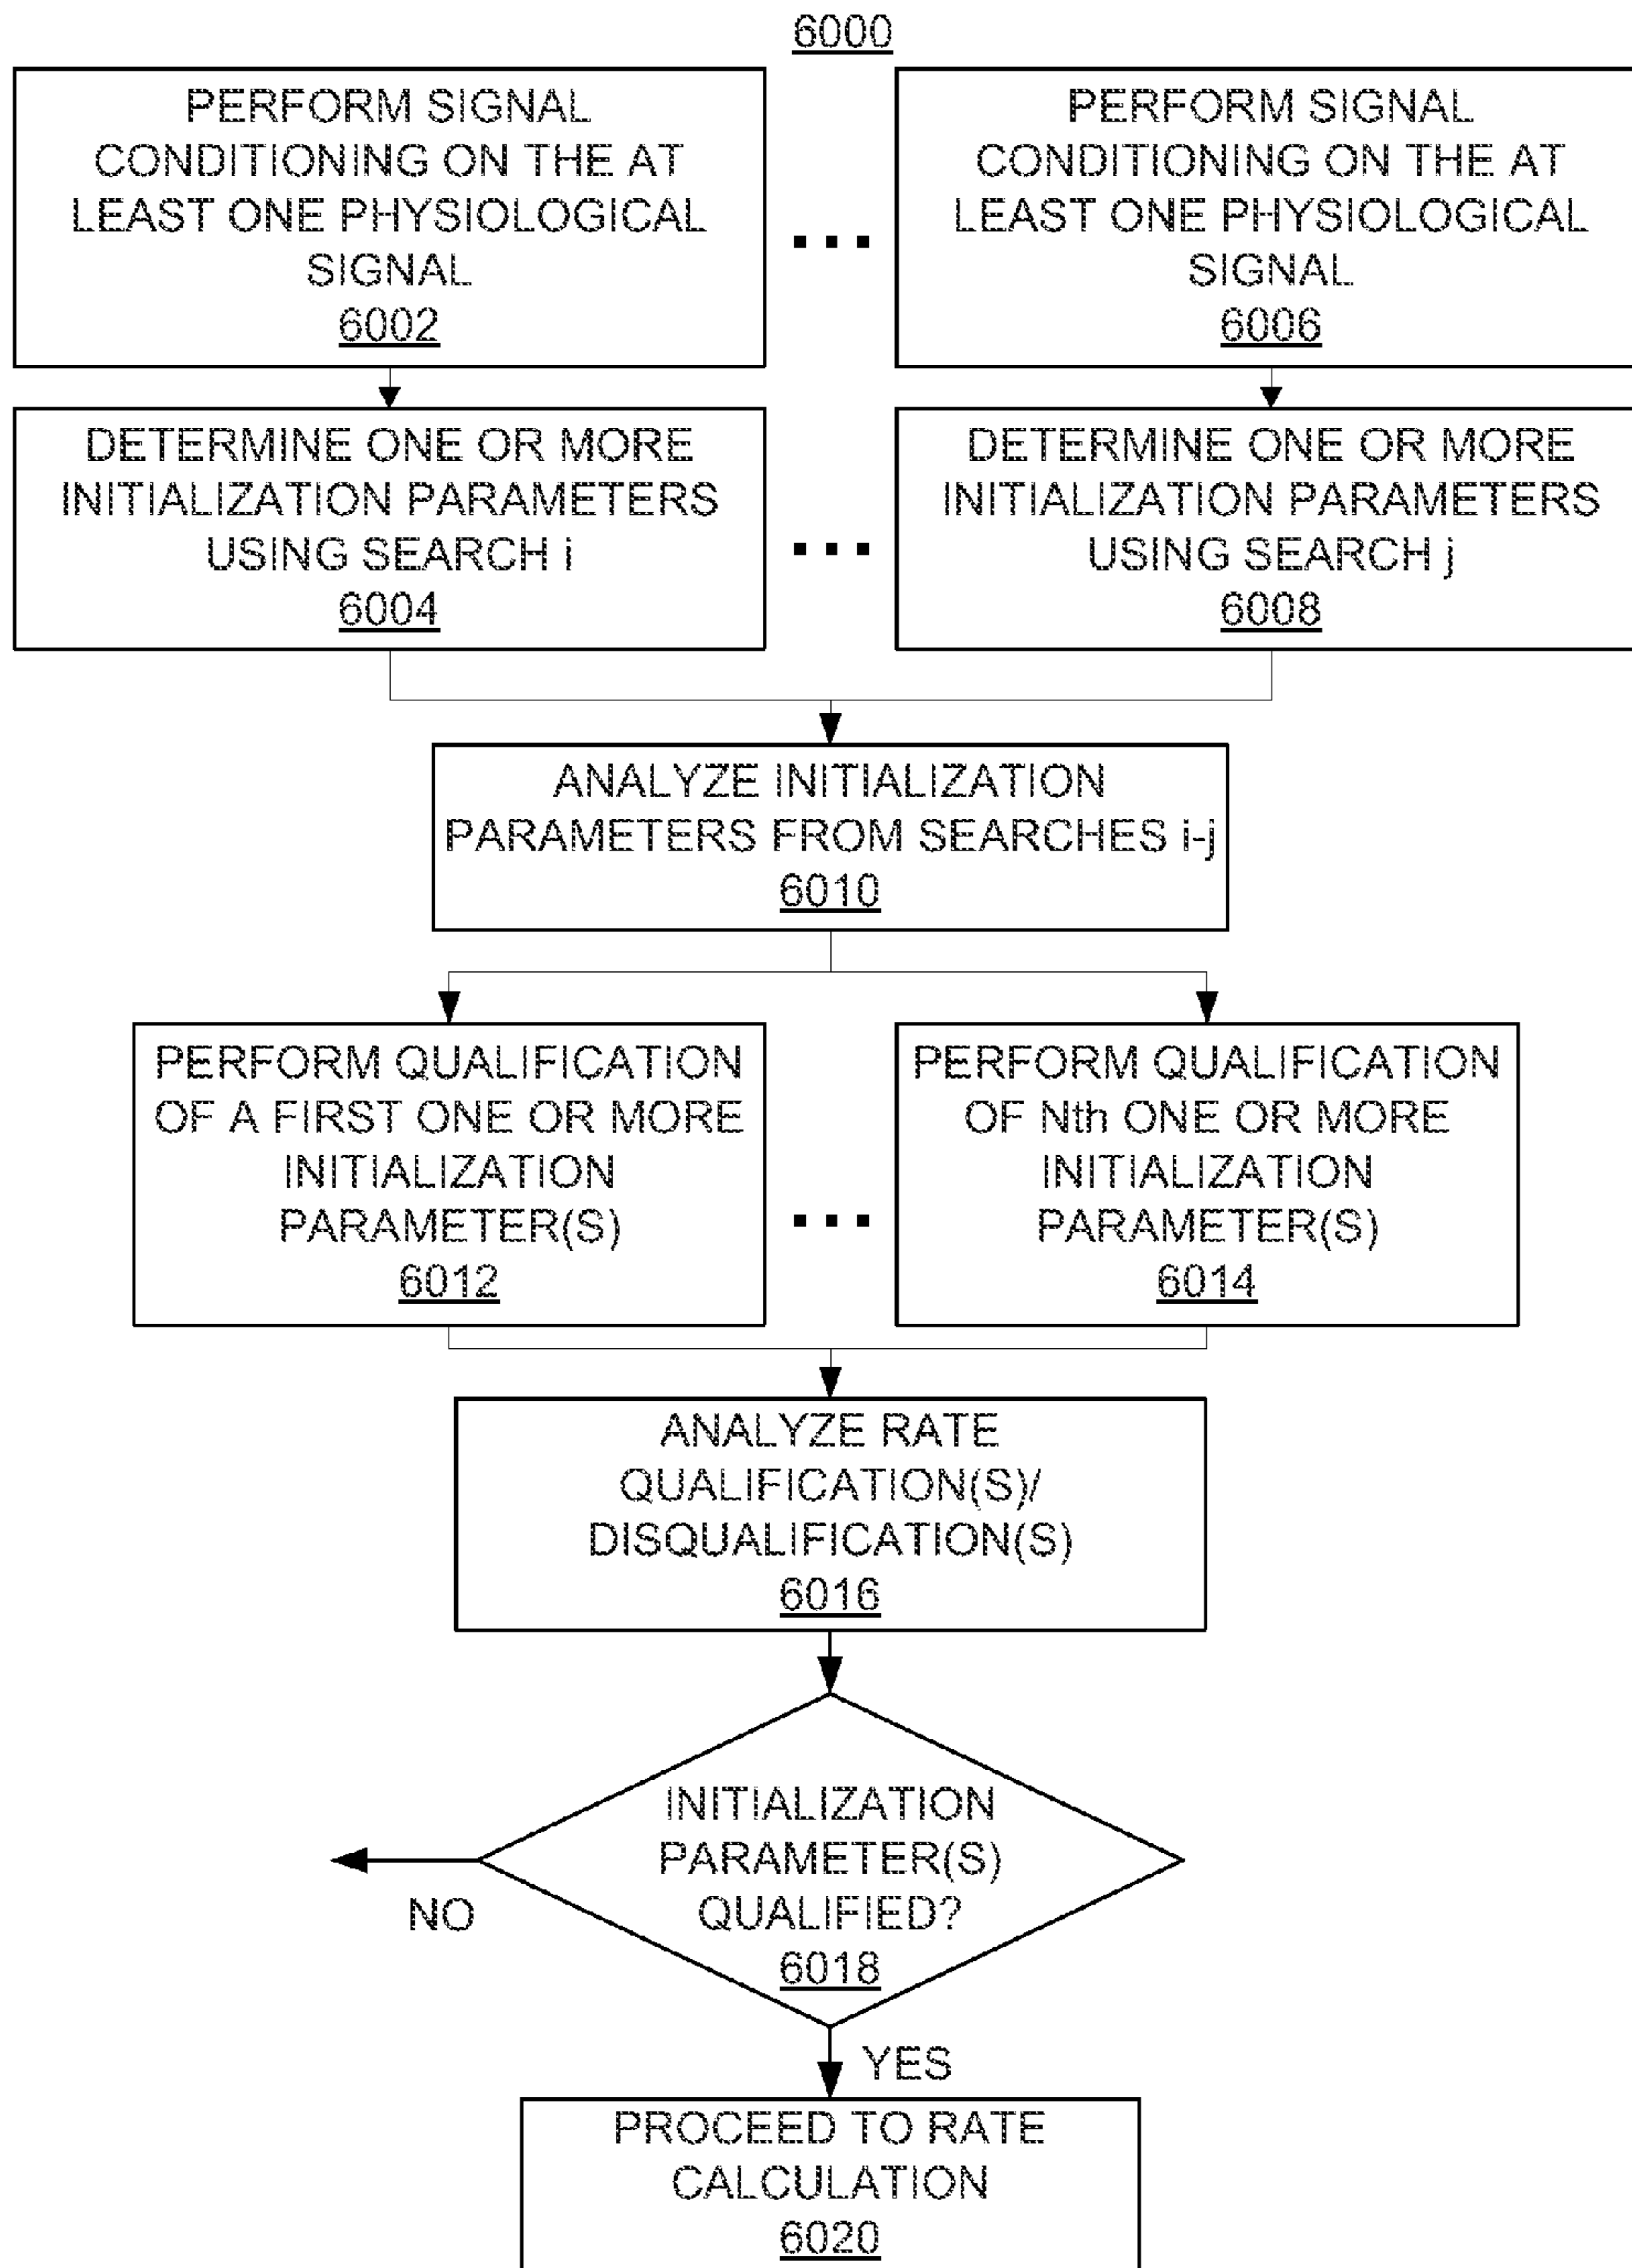 6000
PERFORM SIGNAL
CONDITIONING ON THE AT
LEAST ONE PHYSIOLOGICAL
SIGNAL
6002
...
PERFORM SIGNAL
CONDITIONING ON THE AT
LEAST ONE PHYSIOLOGICAL
SIGNAL
6006
DETERMINE ONE OR MORE
INITIALIZATION PARAMETERS
USING SEARCH i
6004
...
DETERMINE ONE OR MORE
INITIALIZATION PARAMETERS
USING SEARCH j
6008
ANALYZE INITIALIZATION
PARAMETERS FROM SEARCHES i-j
6010
PERFORM QUALIFICATION
OF A FIRST ONE OR MORE
INITIALIZATION
PARAMETER(S)
6012
...
PERFORM QUALIFICATION
OF Nth ONE OR MORE
INITIALIZATION
PARAMETER(S)
6014
ANALYZE RATE
QUALIFICATION(S)/
DISQUALIFICATION(S)
6016
INITIALIZATION
PARAMETER(S)
QUALIFIED?
6018
NO
YES
PROCEED TO RATE
CALCULATION
6020